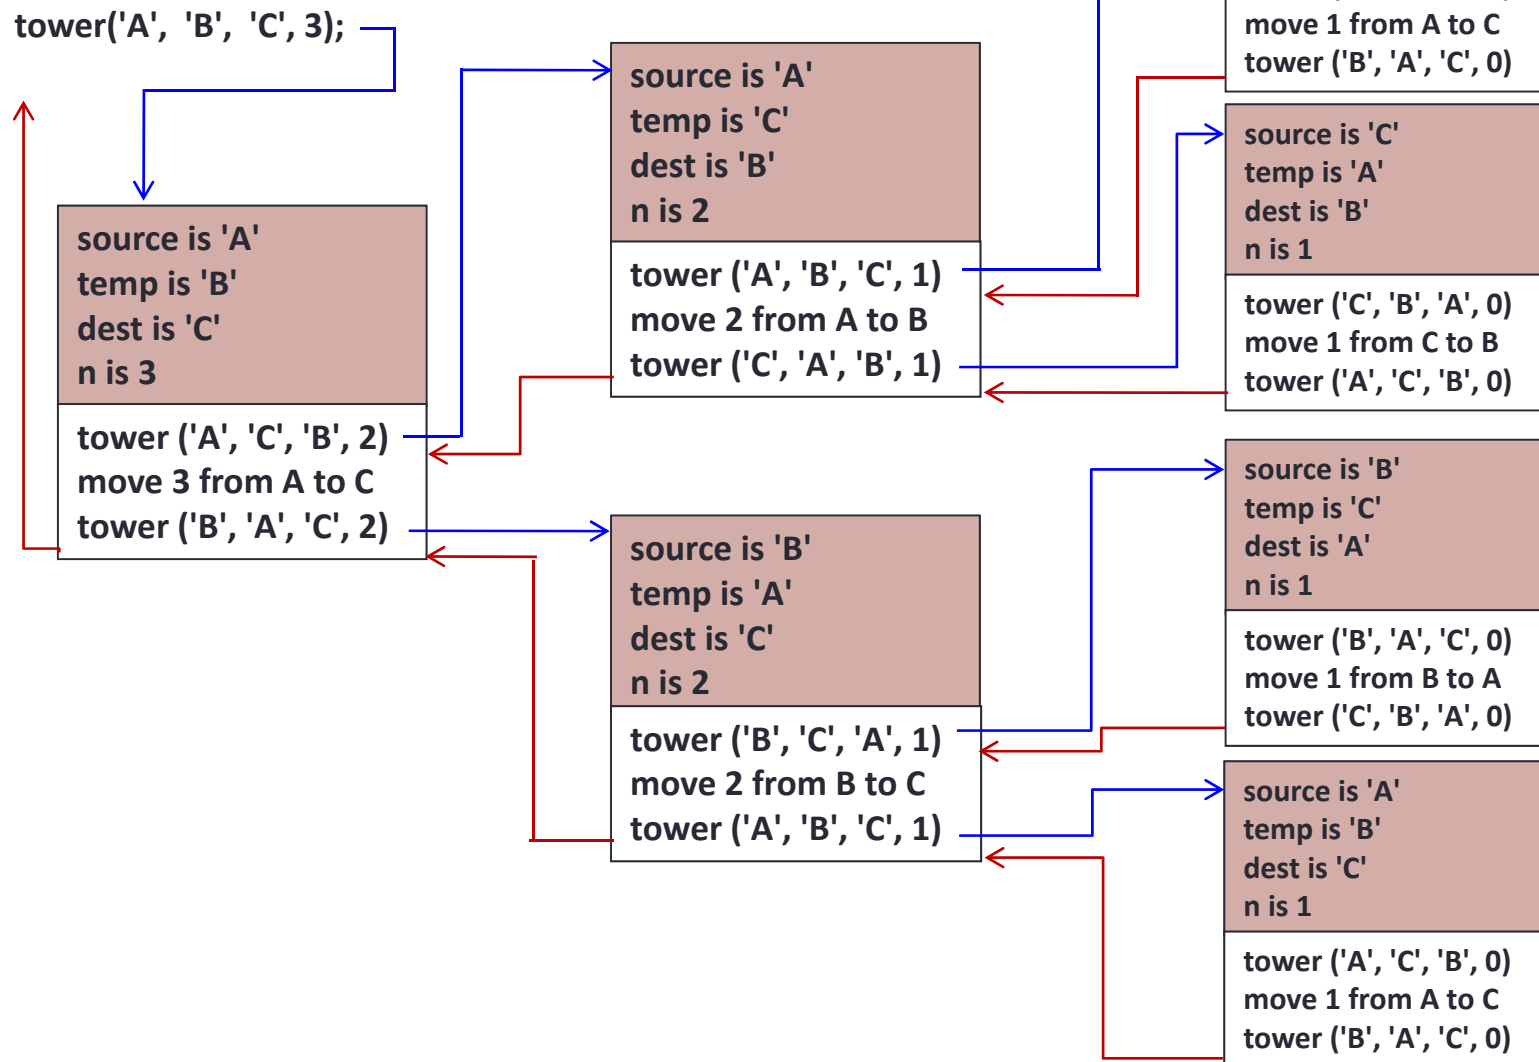 tower('A', 'B', 'C', 3);
source is 'A'
temp is 'B'
dest is 'C'
n is 3
tower ('A', 'C', 'B', 2)
move 3 from A to C
tower ('B', 'A', 'C', 2)
source is 'A'
temp is 'C'
dest is 'B'
n is 2
tower ('A', 'B', 'C', 1)
move 2 from A to B
tower ('C', 'A', 'B', 1)
source is 'B'
temp is 'A'
dest is 'C'
n is 2
tower ('B', 'C', 'A', 1)
move 2 from B to C
tower ('A', 'B', 'C', 1)
move 1 from A to C
tower ('B', 'A', 'C', 0)
source is 'C'
temp is 'A'
dest is 'B'
n is 1
tower ('C', 'B', 'A', 0)
move 1 from C to B
tower ('A', 'C', 'B', 0)
source is 'B'
temp is 'C'
dest is 'A'
n is 1
tower ('B', 'A', 'C', 0)
move 1 from B to A
tower ('C', 'B', 'A', 0)
source is 'A'
temp is 'B'
dest is 'C'
n is 1
tower ('A', 'C', 'B', 0)
move 1 from A to C
tower ('B', 'A', 'C', 0)